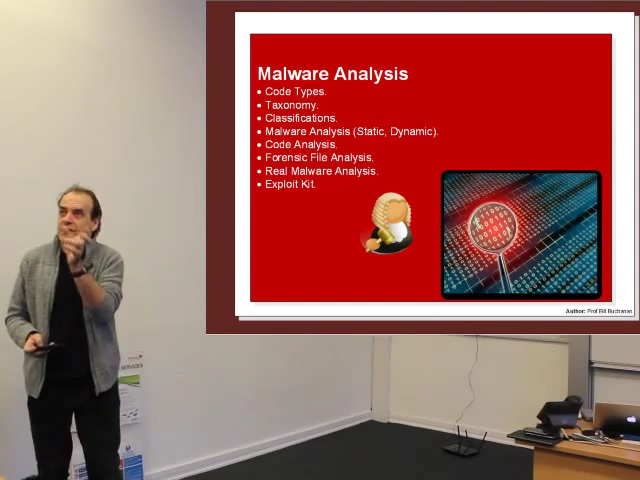 Malware Analysis
• Code Types.
• Taxonomy.
• Classifications.
• Malware Analysis (Static, Dynamic).
• Code Analysis.
• Forensic File Analysis.
• Real Malware Analysis.
• Exploit Kit.
Author: Prof Bill Buchanan
SERVICES